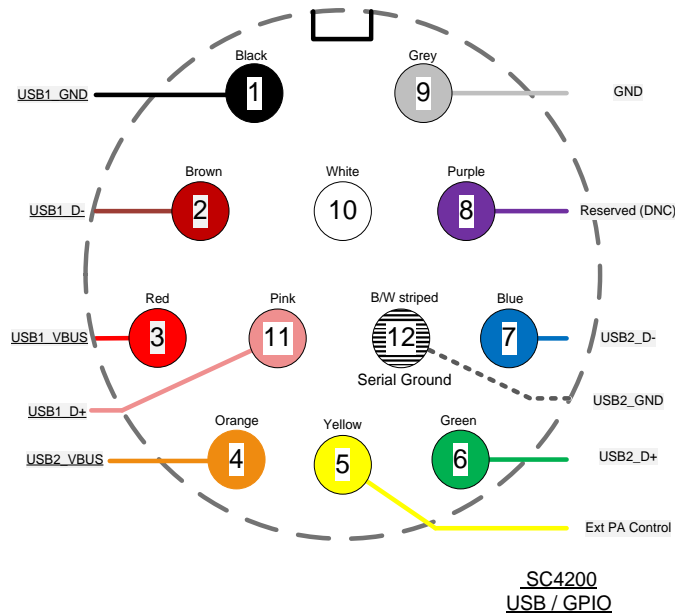 Black
Grey
USB1_GND
1
9
GND
Brown
White
Purple
USB1_D-
2
10
8
Reserved (DNC)
Red
Pink
B/W striped
Blue
USB1_VBUS
3
11
12
7
USB2_D-
Serial Ground
USB2_GND
USB1_D+
Orange
Yellow
Green
USB2_VBUS
4
5
6
USB2_D+
Ext PA Control
SC4200
USB / GPIO